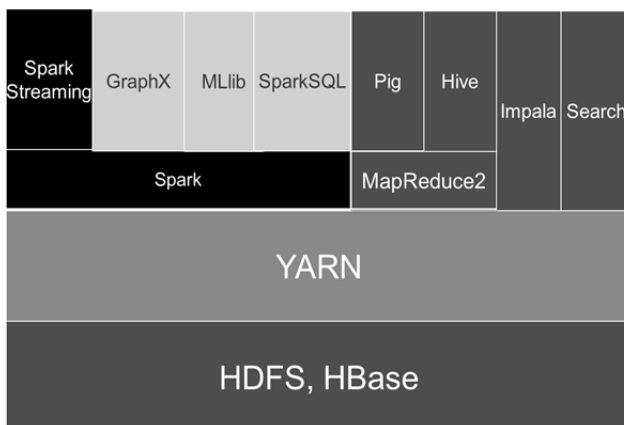 Spark
Streaming
GraphX
MLlib
SparkSQL
Pig
Hive
Impala
Search
Spark
MapReduce2
YARN
HDFS, HBase